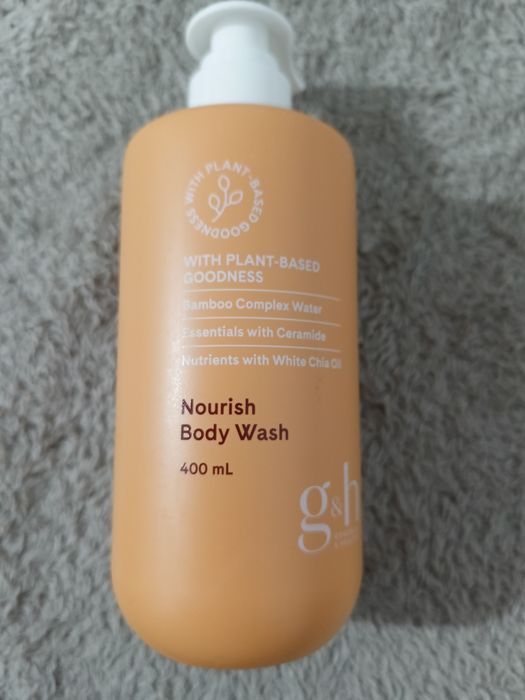 WITH PLANT-BASED GOODNESS
WITH PLANT-BASED
GOODNESS
Bamboo Complex Water
Essentials with Ceramide
Nutrients with White Chia Oil
Nourish
Body Wash
400 mL
g&h